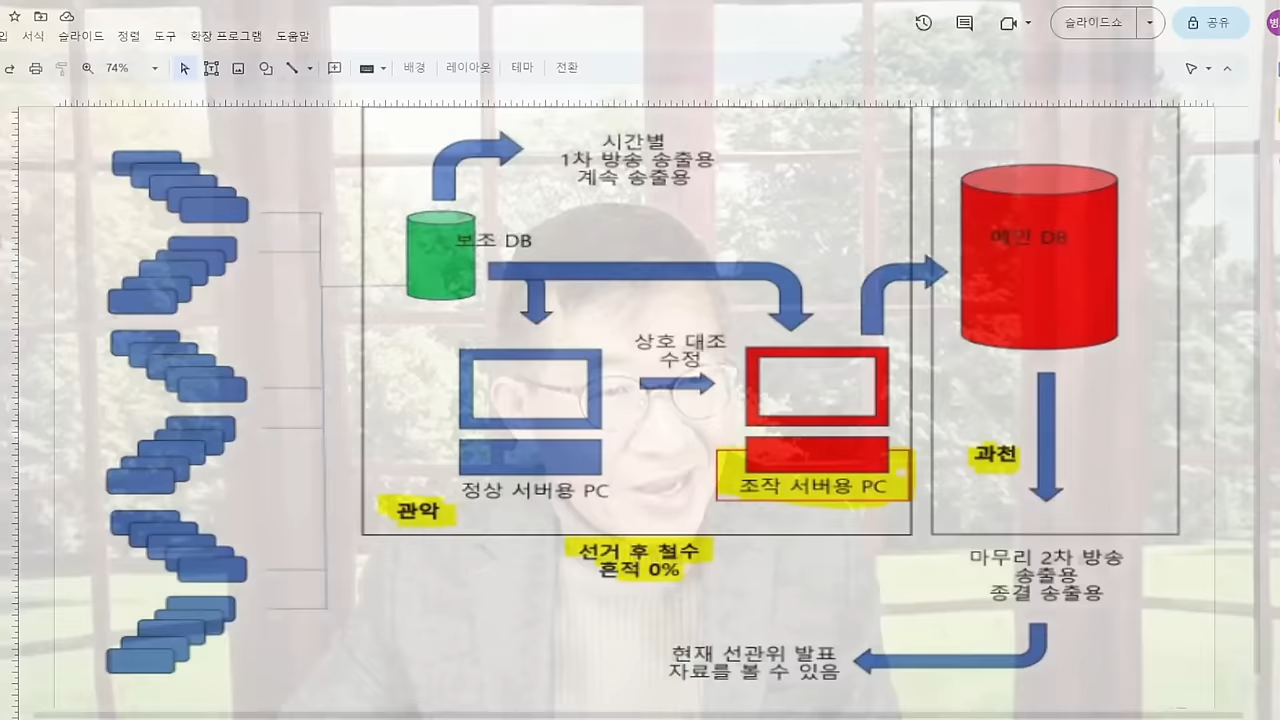 입 서식 슬라이드 정렬 도구 확장 프로그램 도움말
슬라이드쇼
공유
74%
배경 레이아웃 테마 전환
시간별
1차 방송 송출용
계속 송출용
보조 DB
메인 DB
상호 대조
수정
과천
정상 서버용 PC
조작 서버용 PC
관악
선거 후 철수
흔적 0%
마무리 2차 방송
송출용
종결 송출용
현재 선관위 발표
자료를 볼 수 있음